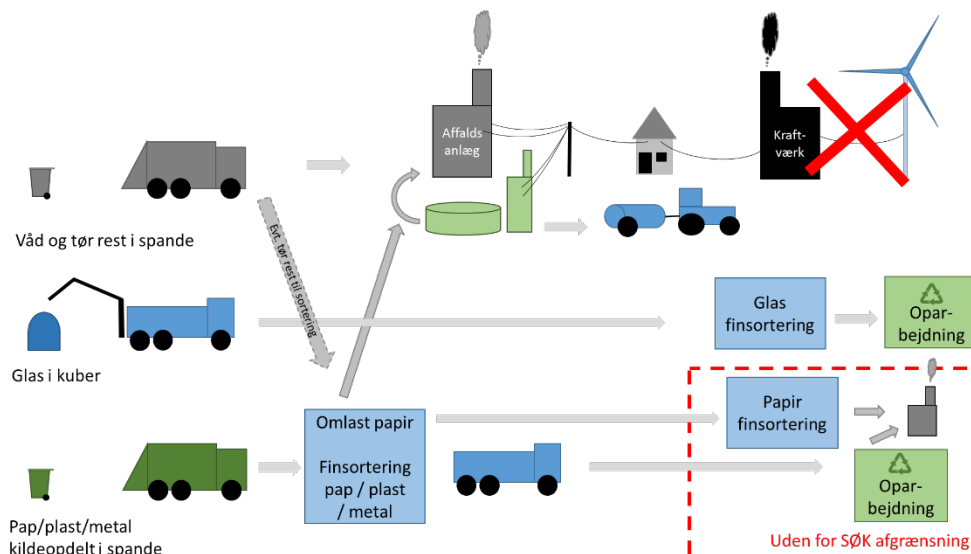 Affalds
anlæg
Kraft-
værk
Våd og tør rest i spande
Evt. tør rest til sortering
Glas
finsortering
Opar-
bejdning
Glas i kuber
Omlast papir
Finsortering
pap / plast
/ metal
Papir
finsortering
Opar-
bejdning
Pap/plast/metal
kildeopdelt i spande
Uden for SØK afgrænsning